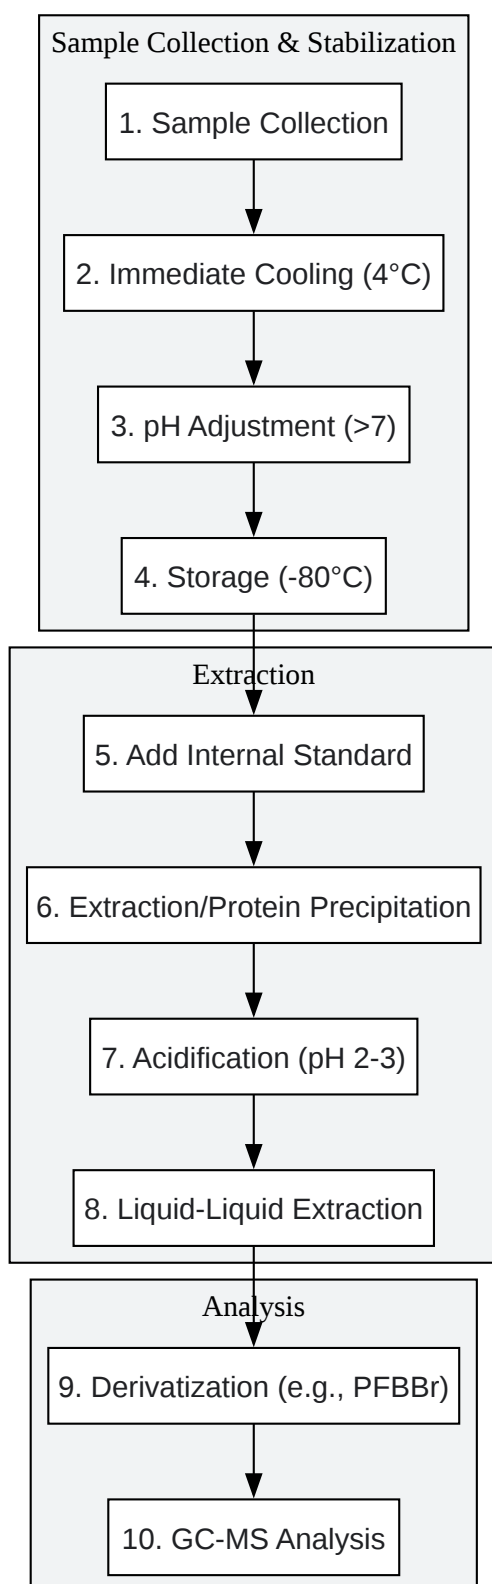 Sample Collection & Stabilization
1. Sample Collection
2. Immediate Cooling (4°C)
3. pH Adjustment (>7)
4. Storage (-80°C)
Extraction
5. Add Internal Standard
6. Extraction/Protein Precipitation
7. Acidification (pH 2-3)
8. Liquid-Liquid Extraction
Analysis
9. Derivatization (e.g., PFBBr)
10. GC-MS Analysis